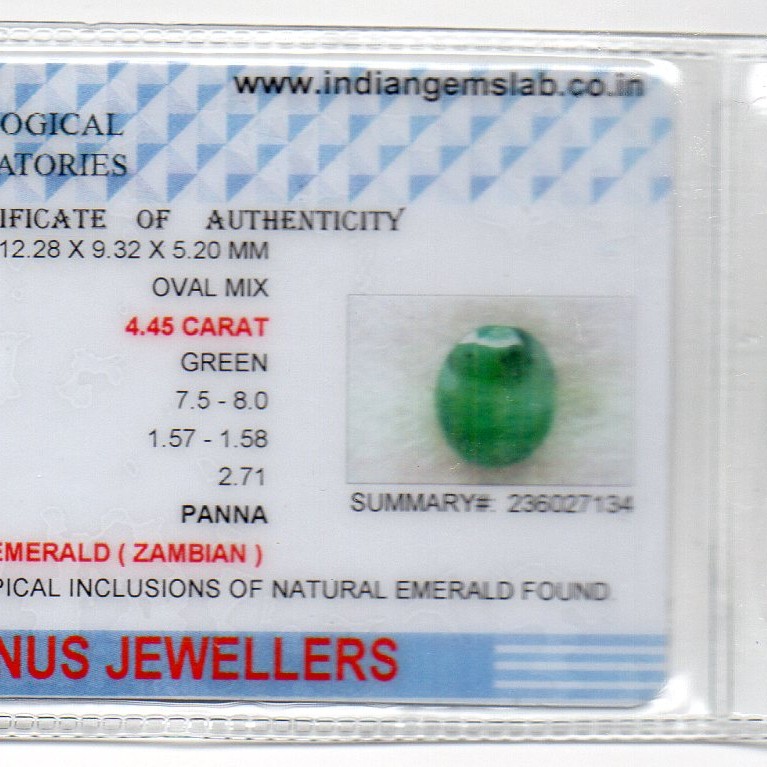 www.indiangemslab.co.in
OGICAL
ATORIES
IFICATE OF AUTHENTICITY
12.28 X 9.32 X 5.20 MM
OVAL MIX
4.45 CARAT
GREEN
7.5 - 8.0
1.57 - 1.58
2.71
PANNA
SUMMARY#: 236027134
EMERALD ( ZAMBIAN )
PICAL INCLUSIONS OF NATURAL EMERALD FOUND.
NUS JEWELLERS